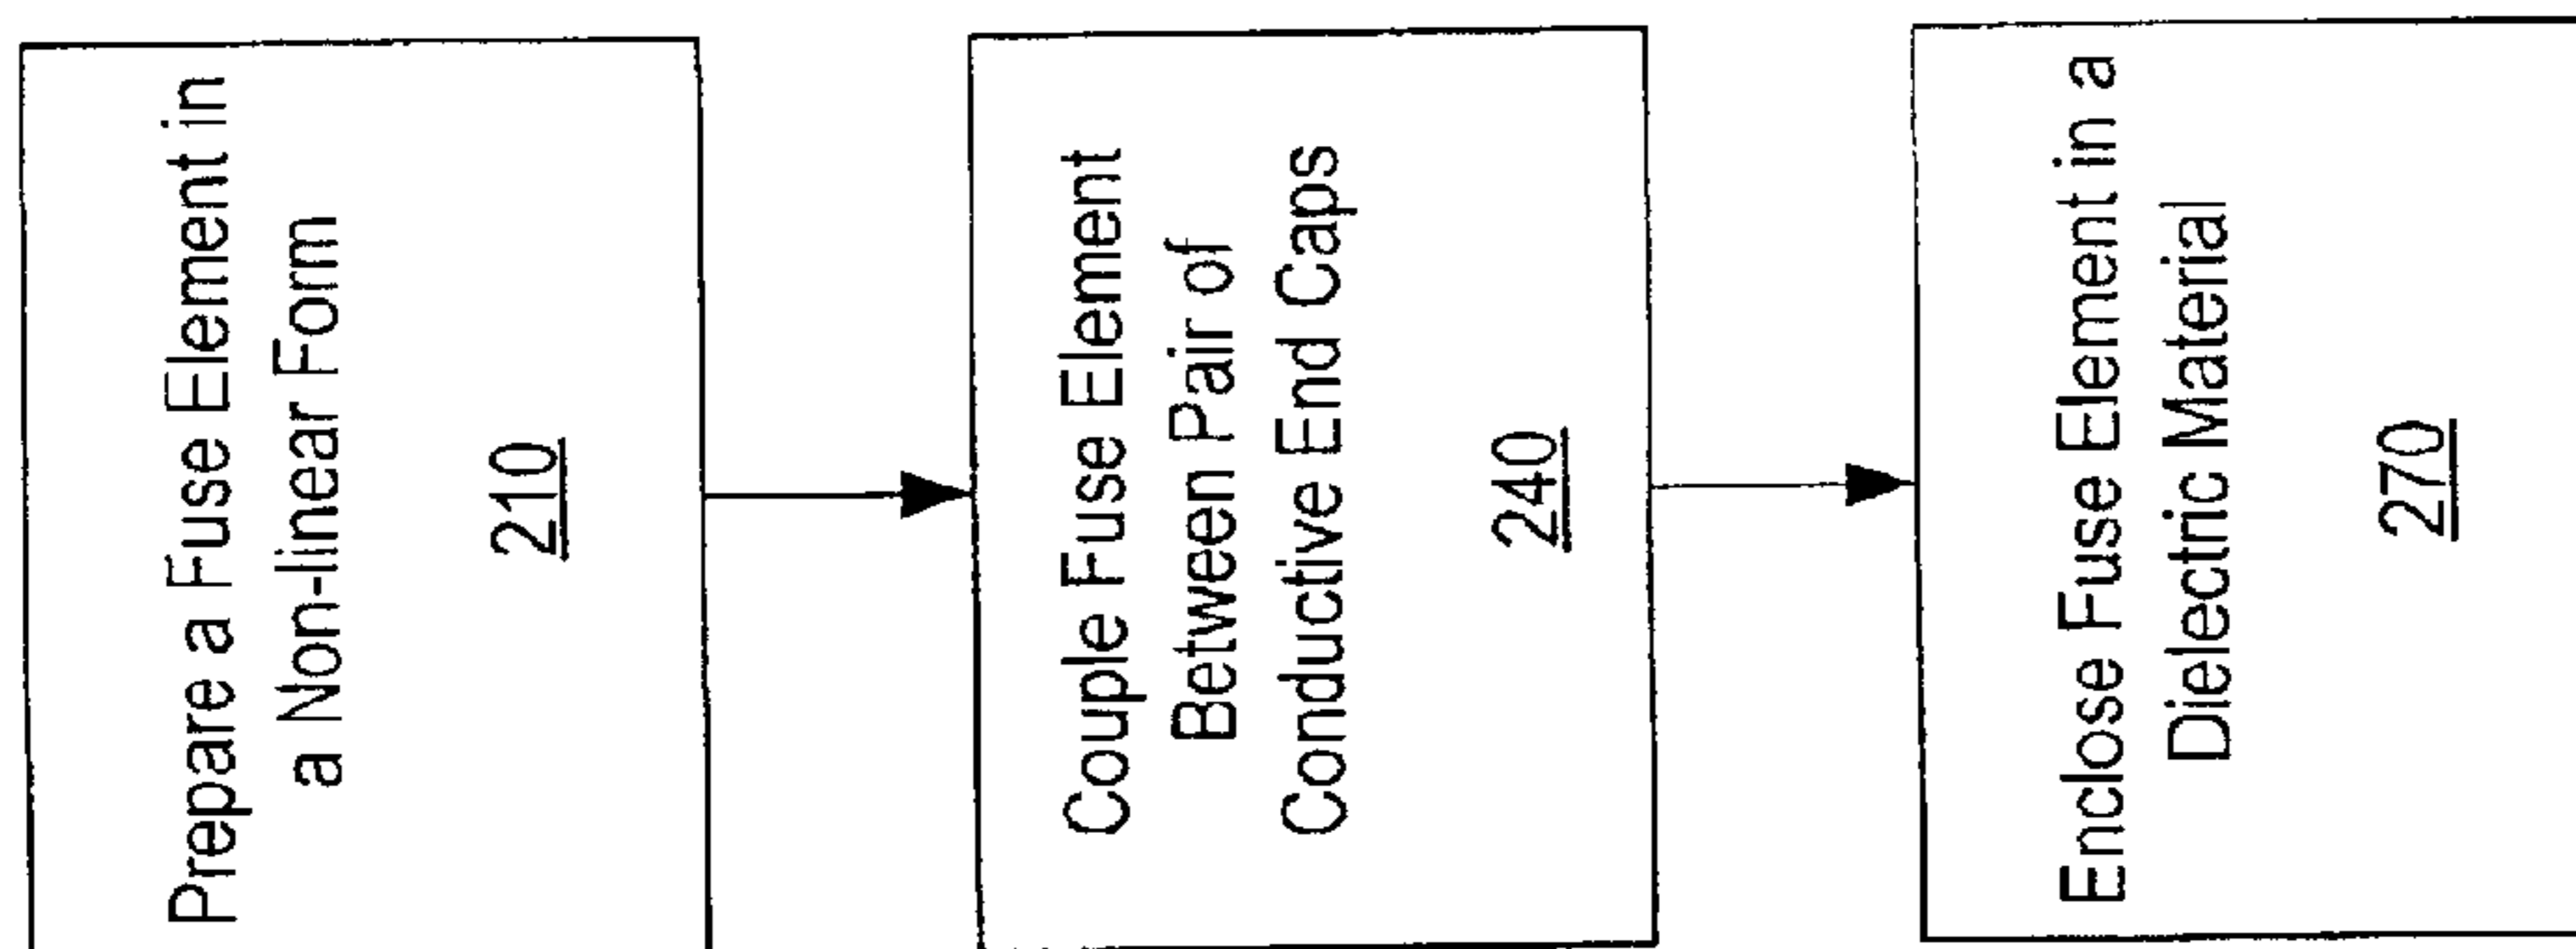 Prepare a Fuse Element in
a Non-linear Form
210
Couple Fuse Element
Between Pair of
Conductive End Caps
240
Enclose Fuse Element in a
Dielectric Material
270